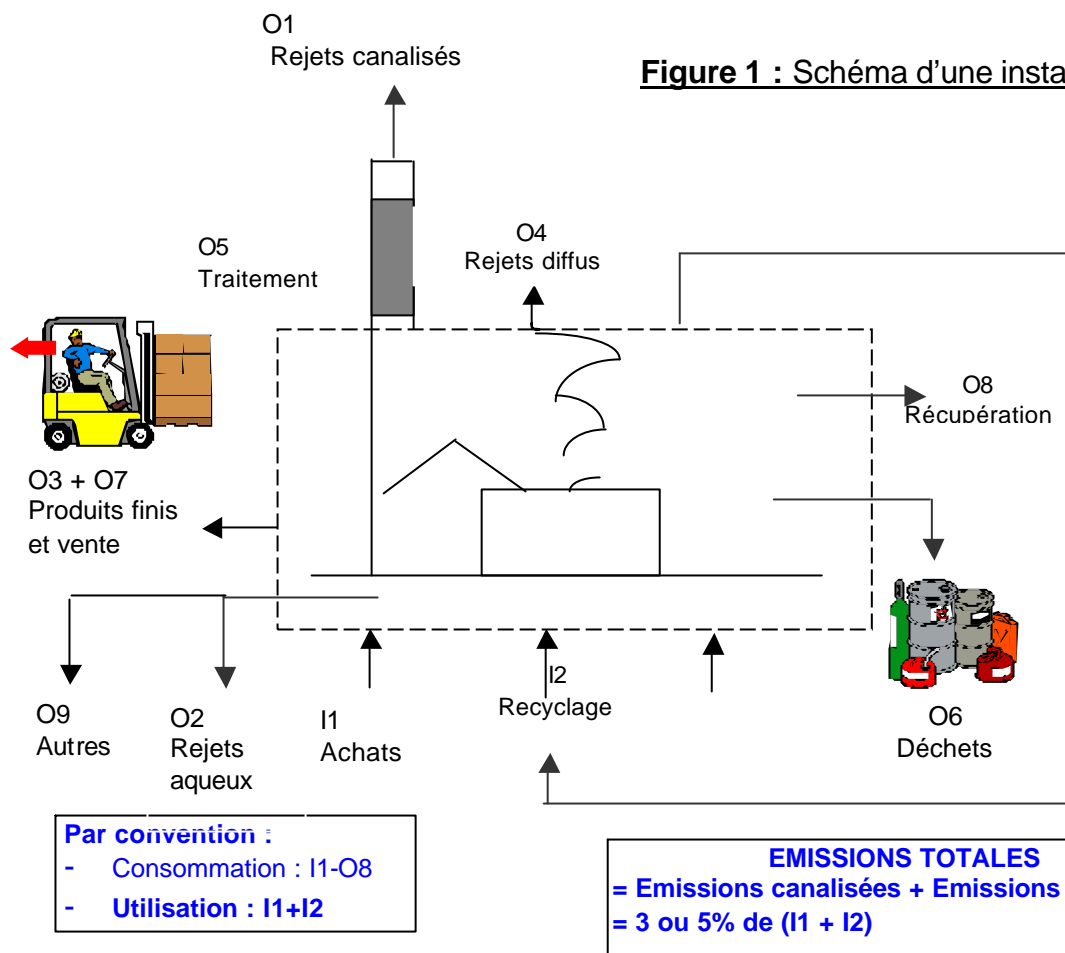 O1
Rejets canalisés
Figure 1 : Schéma d'une insta
O5
Traitement
O4
Rejets diffus
O8
Récupération
O3 + O7
Produits finis
et vente
O9
Autres
O2
Rejets
aqueux
I1
Achats
I2
Recyclage
O6
Déchets
Par convention :
- Consommation : I1-O8
- Utilisation : I1+I2
EMISSIONS TOTALES
= Emissions canalisées + Emissions
= 3 ou 5% de (I1 + I2)